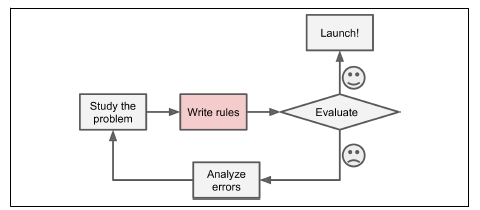 Launch!
Study the
problem
Write rules
Evaluate
Analyze
errors